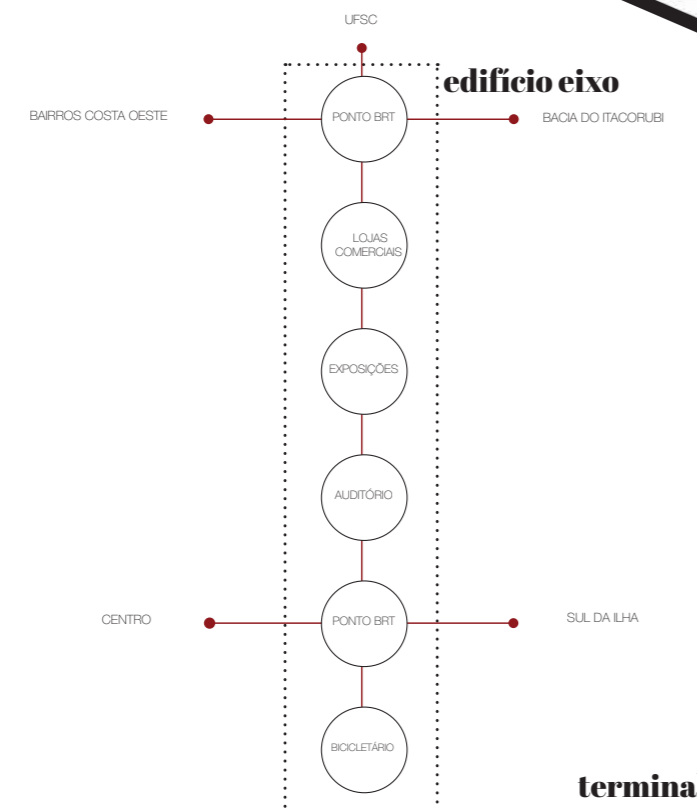 UFSC
edifício eixo
BAIRROS COSTA OESTE
PONTO BRT
BACIA DO ITACORUBI
LOJAS
COMERCIAIS
EXPOSIÇÕES
AUDITÓRIO
CENTRO
PONTO BRT
SUL DA ILHA
BICICLETÁRIO
termina